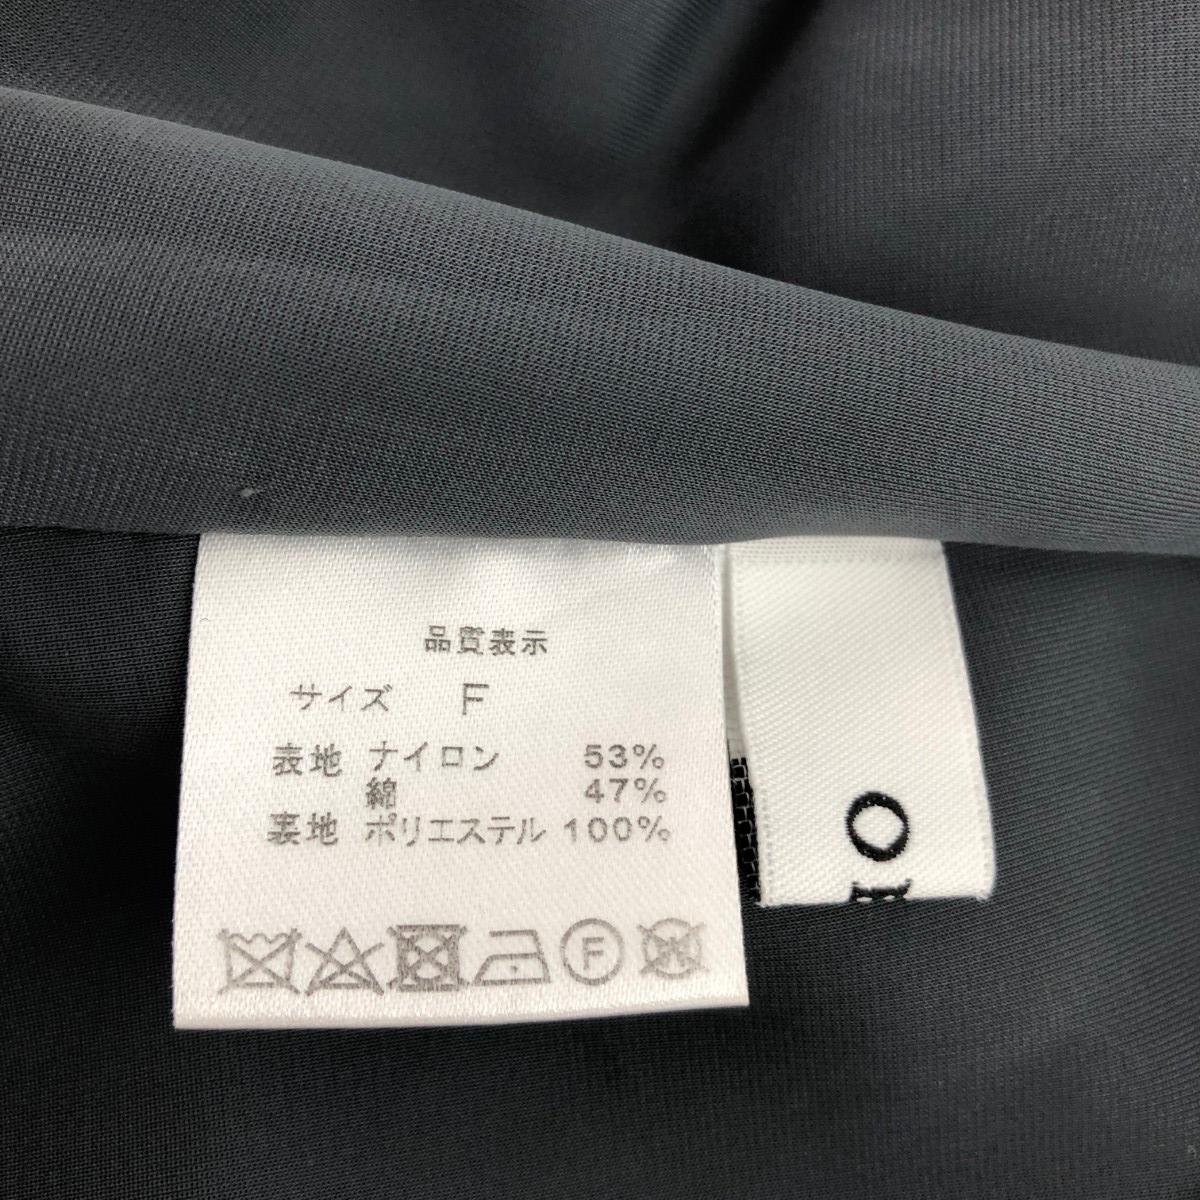 品質表示
サイズ F
表地 ナイロン 53%
綿 47%
裏地 ポリエステル 100%
F
O